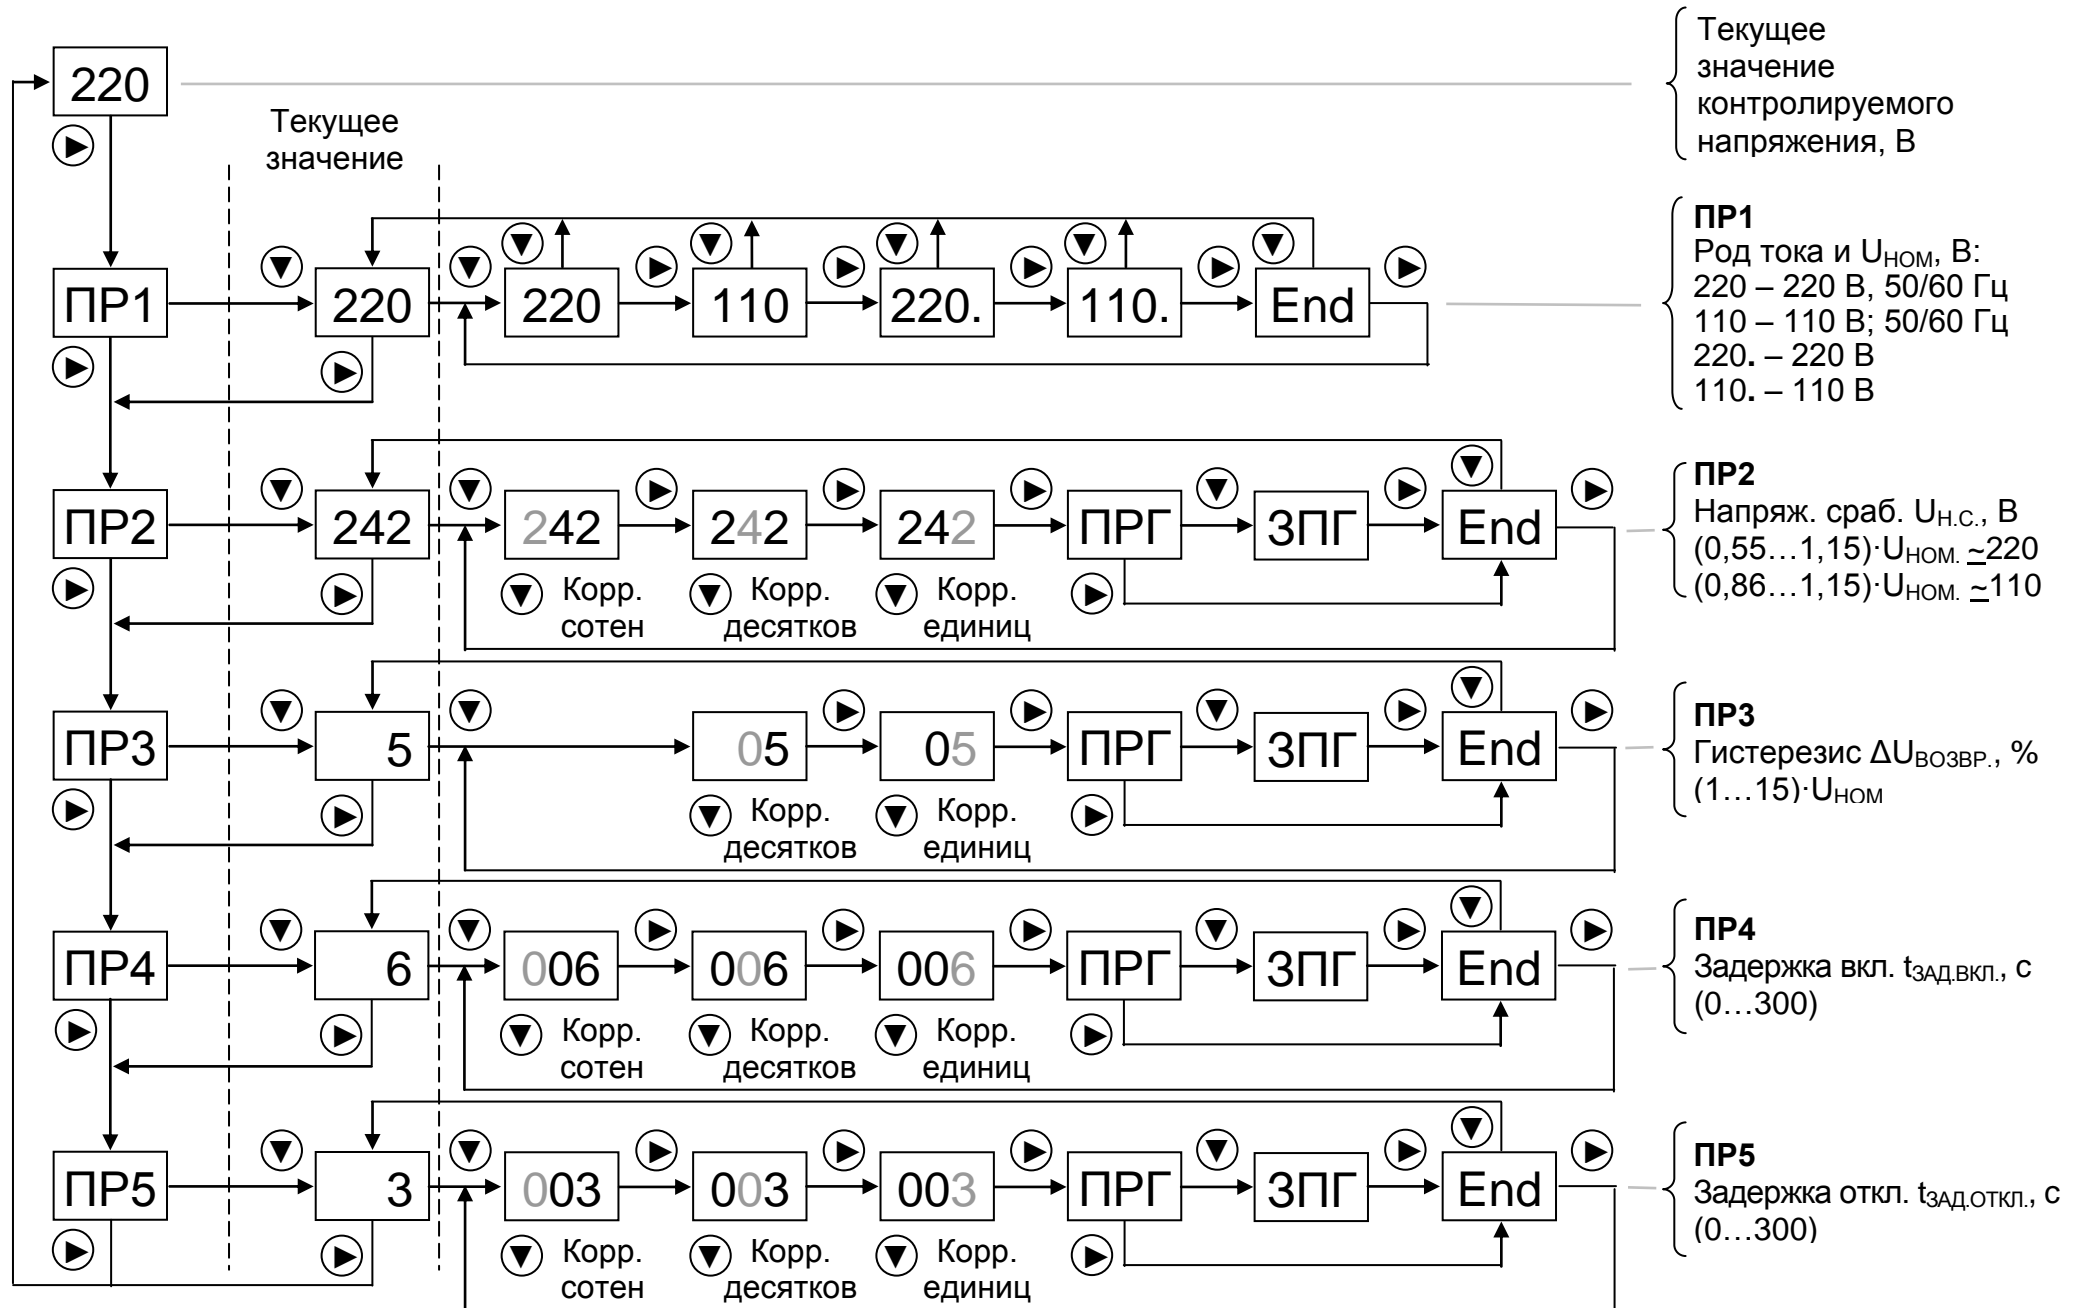 220
Текущее
значение
контролируемого
напряжения, В
Текущее
значение
ПР1
220
220
110
220.
110.
End
ПР1
Род тока и UНОМ, В:
220 – 220 В, 50/60 Гц
110 – 110 В; 50/60 Гц
220. – 220 В
110. – 110 В
ПР2
242
242
242
242
ПРГ
ЗПГ
End
Корр.
сотен
Корр.
десятков
Корр.
единиц
ПР2
Напряж. сраб. UН.С., В
(0,55…1,15)·UНОМ. ~220
(0,86…1,15)·UНОМ. ~110
ПР3
5
05
05
ПРГ
ЗПГ
End
Корр.
десятков
Корр.
единиц
ПР3
Гистерезис ΔUВОЗВР., %
(1…15)·UНОМ
ПР4
6
006
006
006
ПРГ
ЗПГ
End
Корр.
сотен
Корр.
десятков
Корр.
единиц
ПР4
Задержка вкл. tЗАД.ВКЛ., с
(0…300)
ПР5
3
003
003
003
ПРГ
ЗПГ
End
Корр.
сотен
Корр.
десятков
Корр.
единиц
ПР5
Задержка откл. tЗАД.ОТКЛ., с
(0…300)